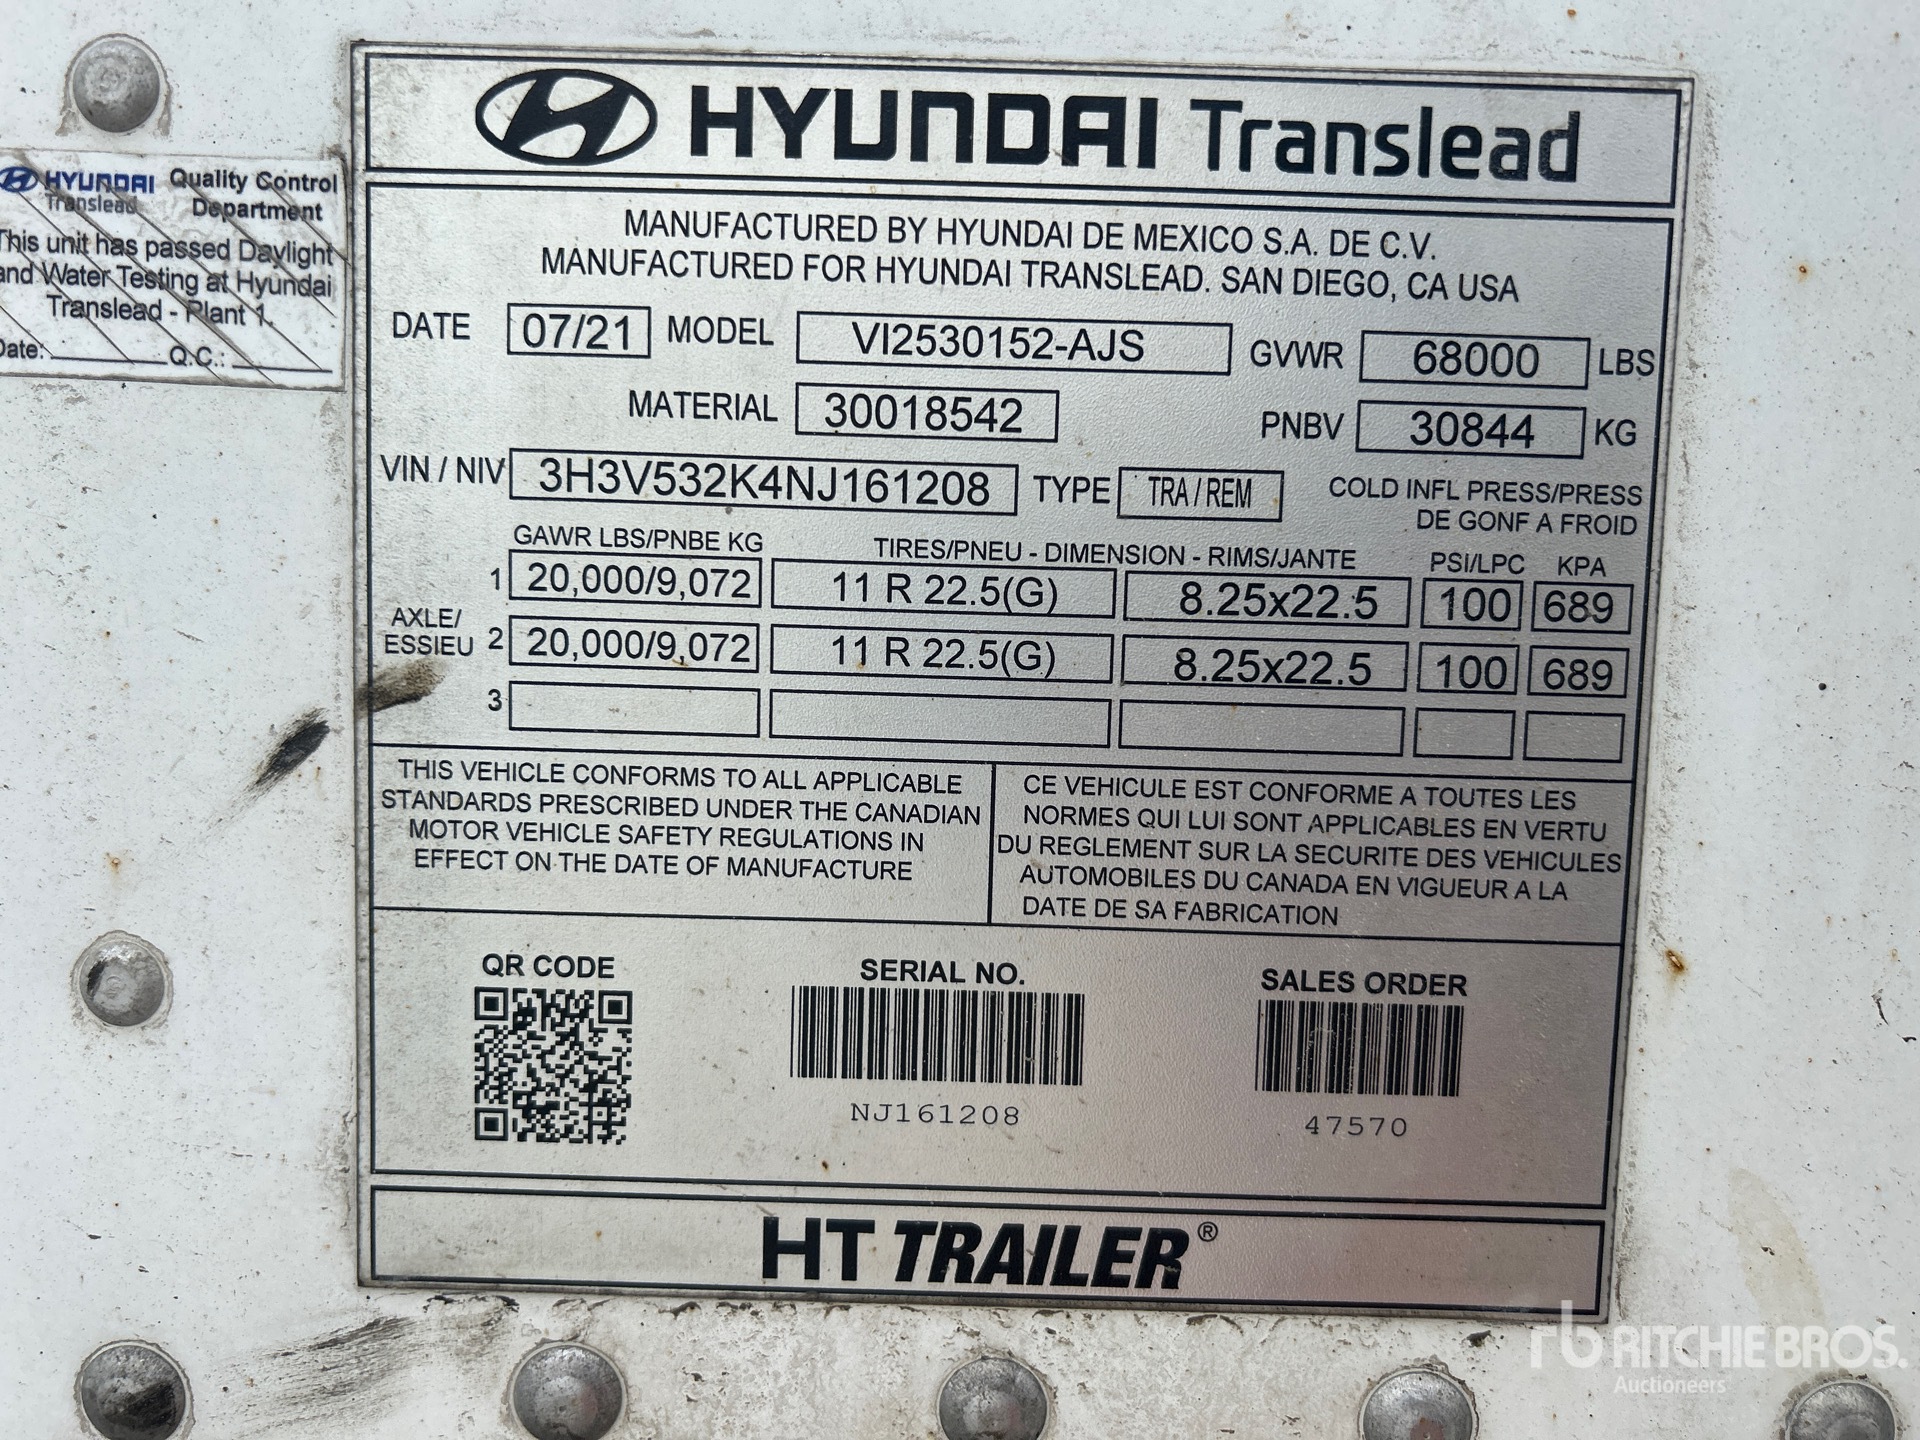 HYUNDAI Translead
MANUFACTURED BY HYUNDAI DE MEXICO S.A. DE C.V.
MANUFACTURED FOR HYUNDAI TRANSLEAD. SAN DIEGO, CA USA
DATE 07/21 MODEL VI2530152-AJS GVWR 68000 LBS
MATERIAL 30018542 PNBV 30844 KG
VIN / NIV 3H3V532K4NJ161208 TYPE TRA / REM COLD INFL PRESS/PRESS
DE GONF A FROID
GAWR LBS/PNBE KG TIRES/PNEU - DIMENSION - RIMS/JANTE PSI/LPC KPA
1 20,000/9,072 11 R 22.5(G) 8.25x22.5 100 689
AXLE/
ESSIEU 2 20,000/9,072 11 R 22.5(G) 8.25x22.5 100 689
3
THIS VEHICLE CONFORMS TO ALL APPLICABLE
STANDARDS PRESCRIBED UNDER THE CANADIAN
MOTOR VEHICLE SAFETY REGULATIONS IN
EFFECT ON THE DATE OF MANUFACTURE
CE VEHICULE EST CONFORME A TOUTES LES
NORMES QUI LUI SONT APPLICABLES EN VERTU
DU REGLEMENT SUR LA SECURITE DES VEHICULES
AUTOMOBILES DU CANADA EN VIGUEUR A LA
DATE DE SA FABRICATION
QR CODE
SERIAL NO.
NJ161208
SALES ORDER
47570
HT TRAILER®
HYUNDAI Translead
Quality Control
Department
This unit has passed Daylight
and Water Testing at Hyundai
Translead - Plant 1.
Date: Q.C.:
rb RITCHIE BROS.
Auctioneers